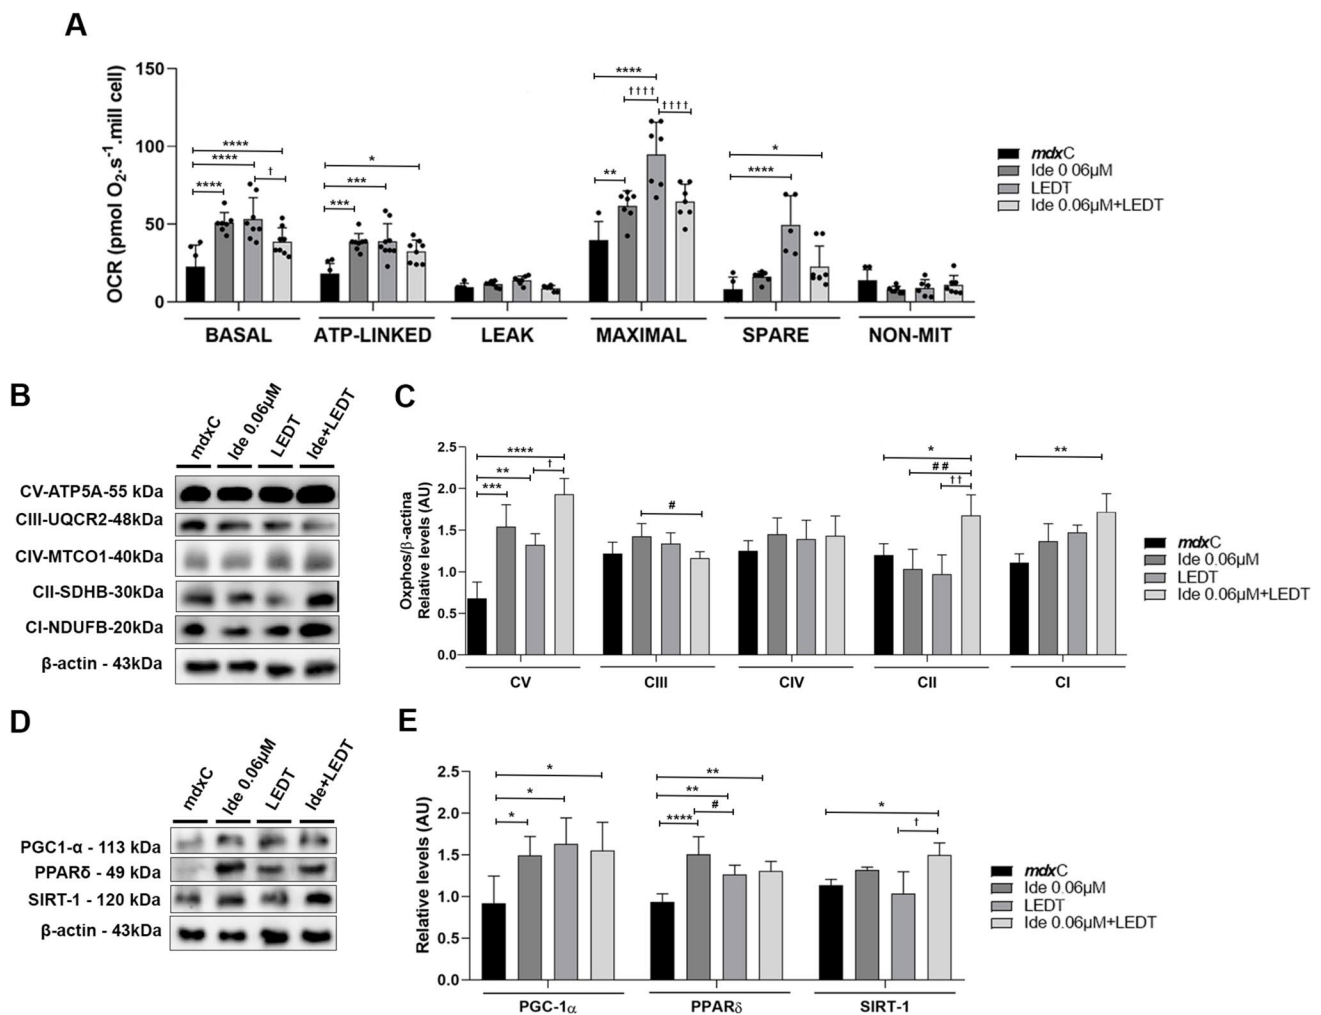 A
OCR (pmol O₂.s⁻¹.mill cell)
150
100
50
0
****
****
****
†
*
***
***
****
††††
††††
**
*
****
BASAL
ATP-LINKED
LEAK
MAXIMAL
SPARE
NON-MIT
mdxC
Ide 0 06µM
LEDT
Ide 0.06µM+LEDT
B
mdxC
Ide 0.06µM
LEDT
Ide+LEDT
CV-ATP5A-55 kDa
CIII-UQCR2-48kDa
CIV-MTCO1-40kDa
CII-SDHB-30kDa
CI-NDUFB-20kDa
β-actin - 43kDa
C
Oxphos/β-actina
Relative levels (AU)
2.5
2.0
1.5
1.0
0.5
0.0
****
**
†
***
#
*
##
††
**
CV
CIII
CIV
CII
CI
mdxC
Ide 0.06µM
LEDT
Ide 0.06µM+LEDT
D
mdxC
Ide 0.06µM
LEDT
Ide+LEDT
PGC1-α - 113 kDa
PPARδ - 49 kDa
SIRT-1 - 120 kDa
β-actin - 43kDa
E
Relative levels (AU)
2.5
2.0
1.5
1.0
0.5
0.0
*
*
*
**
**
#
****
*
†
PGC-1α
PPARδ
SIRT-1
mdxC
Ide 0.06µM
LEDT
Ide 0.06µM+LEDT